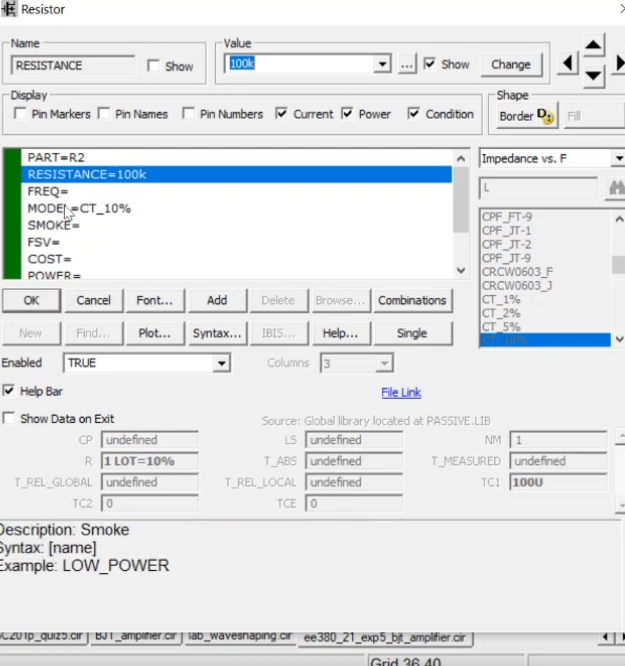 Resistor
Name
RESISTANCE
Show
Value
100k
...
Show
Change
Display
Pin Markers Pin Names Pin Numbers Current Power Condition
Shape
Border
Fill
PART=R2
RESISTANCE=100k
FREQ=
MODEL=CT_10%
SMOKE=
FSV=
COST=
POWER=
Impedance vs. F
L
CPF_FT-9
CPF_JT-1
CPF_JT-2
CPF_JT-9
CRCW0603_F
CRCW0603_J
CT_1%
CT_2%
CT_5%
CT_10%
OK Cancel Font... Add Delete Browse... Combinations
New Find... Plot... Syntax... IBIS... Help... Single
Enabled TRUE Columns 3
Help Bar File Link
Show Data on Exit Source: Global library located at PASSIVE.LIB
CP undefined LS undefined NM 1
R 1 LOT=10% T_ABS undefined T_MEASURED undefined
T_REL_GLOBAL undefined T_REL_LOCAL undefined TC1 100U
TC2 0 TCE 0
Description: Smoke
Syntax: [name]
Example: LOW_POWER
C201p_quiz5.cir BJT_amplifier.cir lab_waveshaping.cir ee380_21_exp5_bjt_amplifier.cir
Grid 36,40